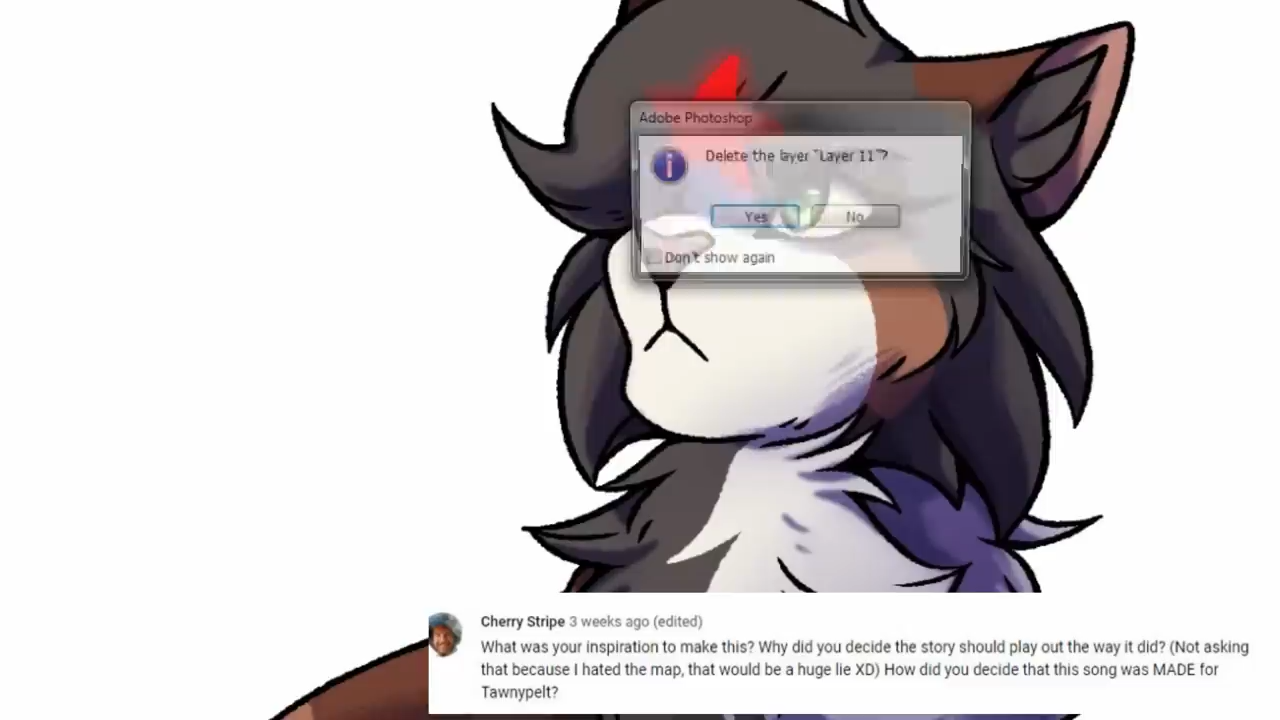 Adobe Photoshop
Delete the layer "Layer 11"?
Yes
No
Don't show again
Cherry Stripe 3 weeks ago (edited)
What was your inspiration to make this? Why did you decide the story should play out the way it did? (Not asking
that because I hated the map, that would be a huge lie XD) How did you decide that this song was MADE for
Tawnypelt?